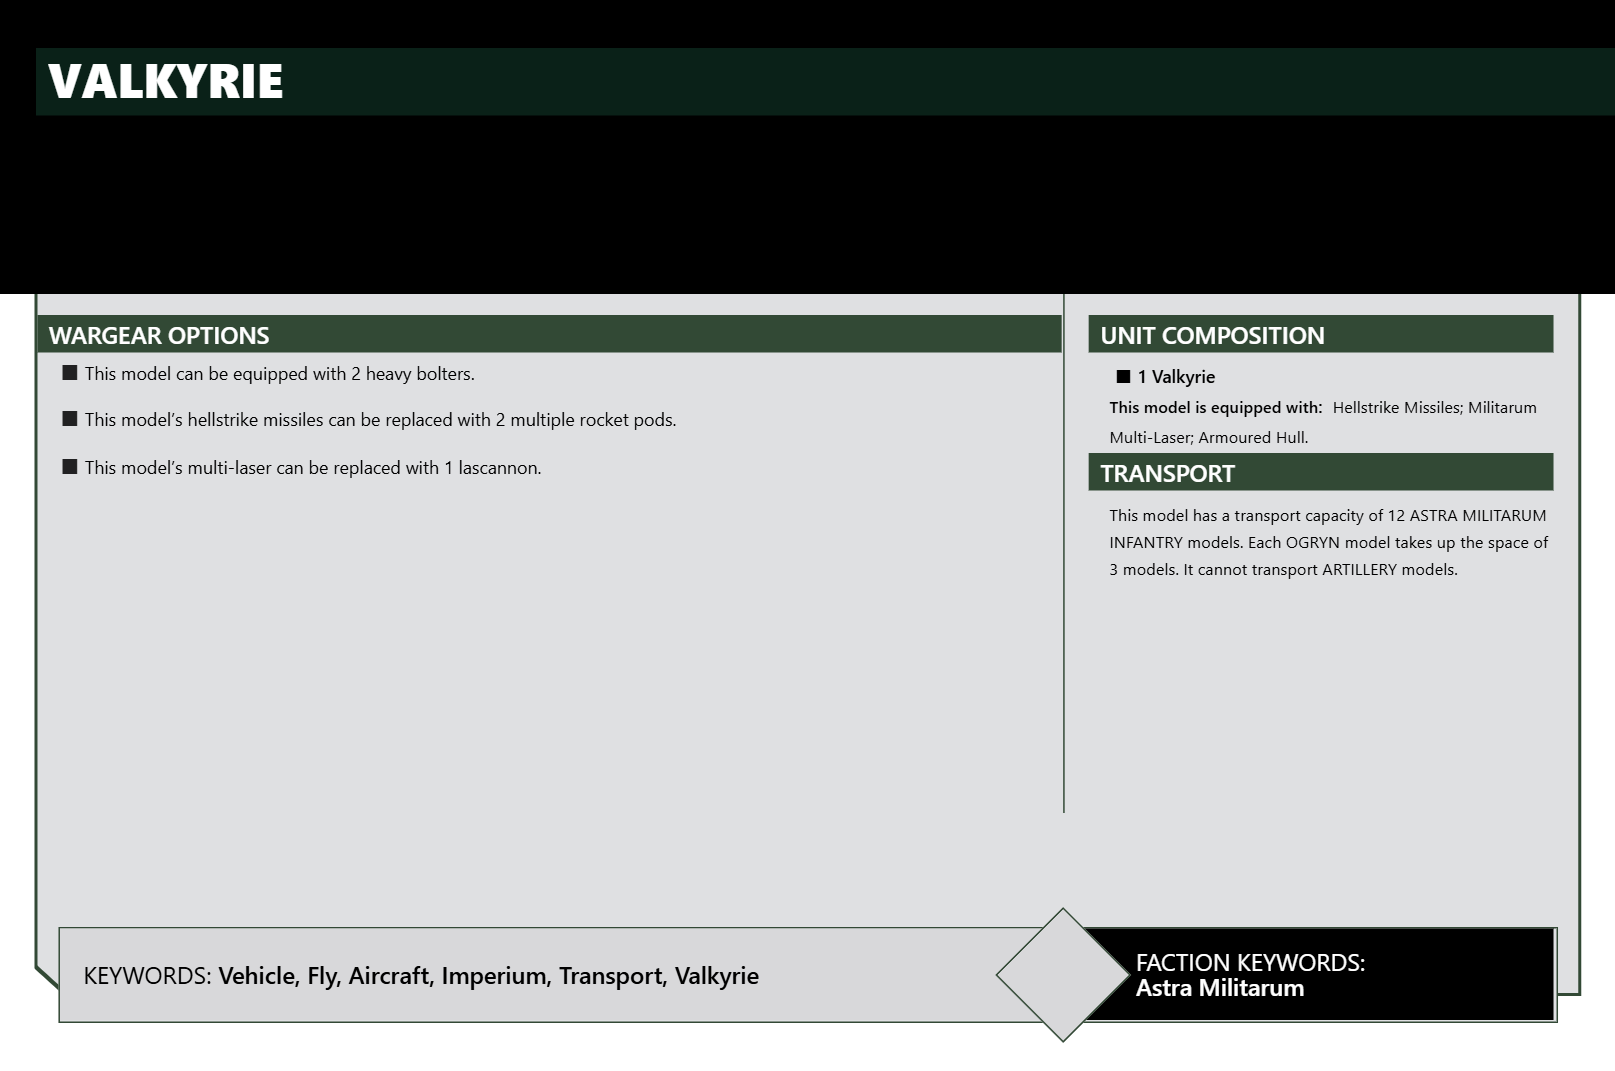 VALKYRIE
WARGEAR OPTIONS
■ This model can be equipped with 2 heavy bolters.
■ This model’s hellstrike missiles can be replaced with 2 multiple rocket pods.
■ This model’s multi-laser can be replaced with 1 lascannon.
UNIT COMPOSITION
■ 1 Valkyrie
This model is equipped with: Hellstrike Missiles; Militarum
Multi-Laser; Armoured Hull.
TRANSPORT
This model has a transport capacity of 12 ASTRA MILITARUM
INFANTRY models. Each OGRYN model takes up the space of
3 models. It cannot transport ARTILLERY models.
KEYWORDS: Vehicle, Fly, Aircraft, Imperium, Transport, Valkyrie
FACTION KEYWORDS:
Astra Militarum